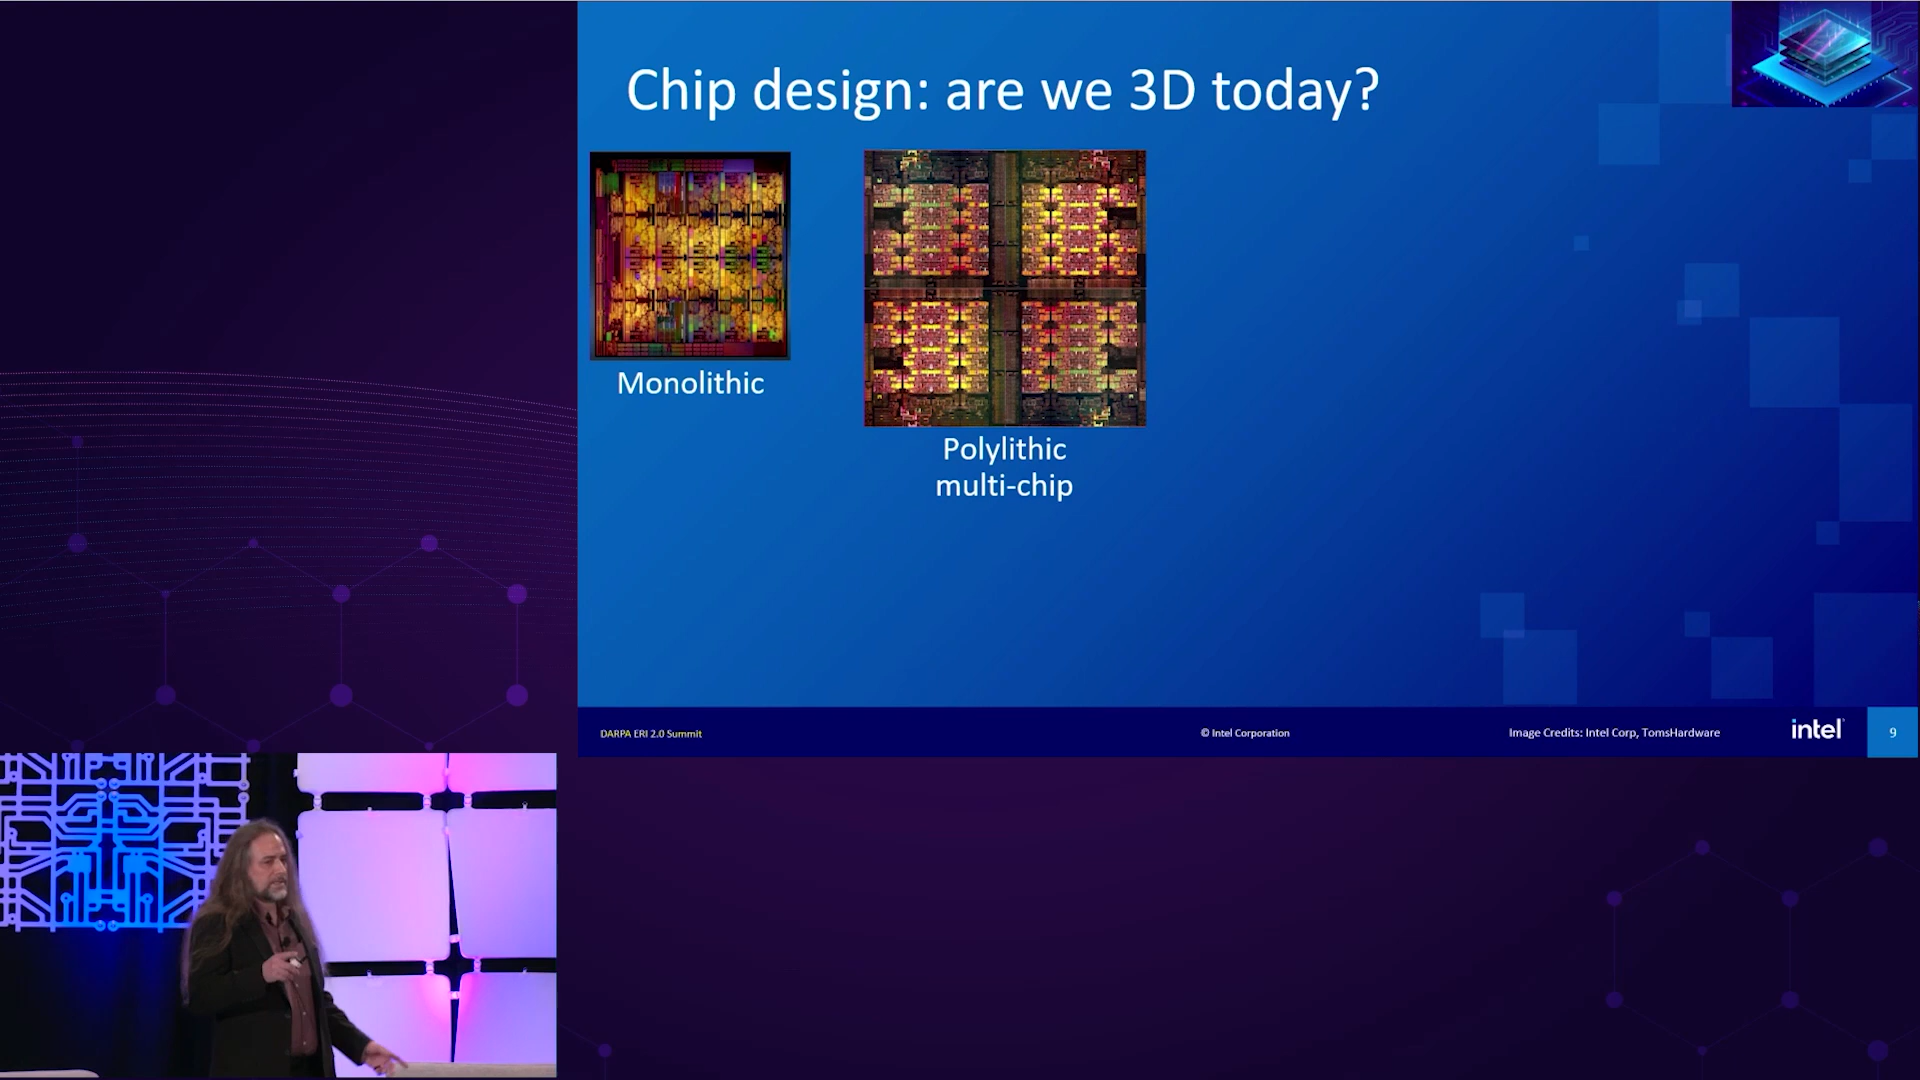 Chip design: are we 3D today?
Monolithic
Polylithic
multi-chip
DARPA ERI 2.0 Summit
© Intel Corporation
Image Credits: Intel Corp, TomsHardware
intel
9